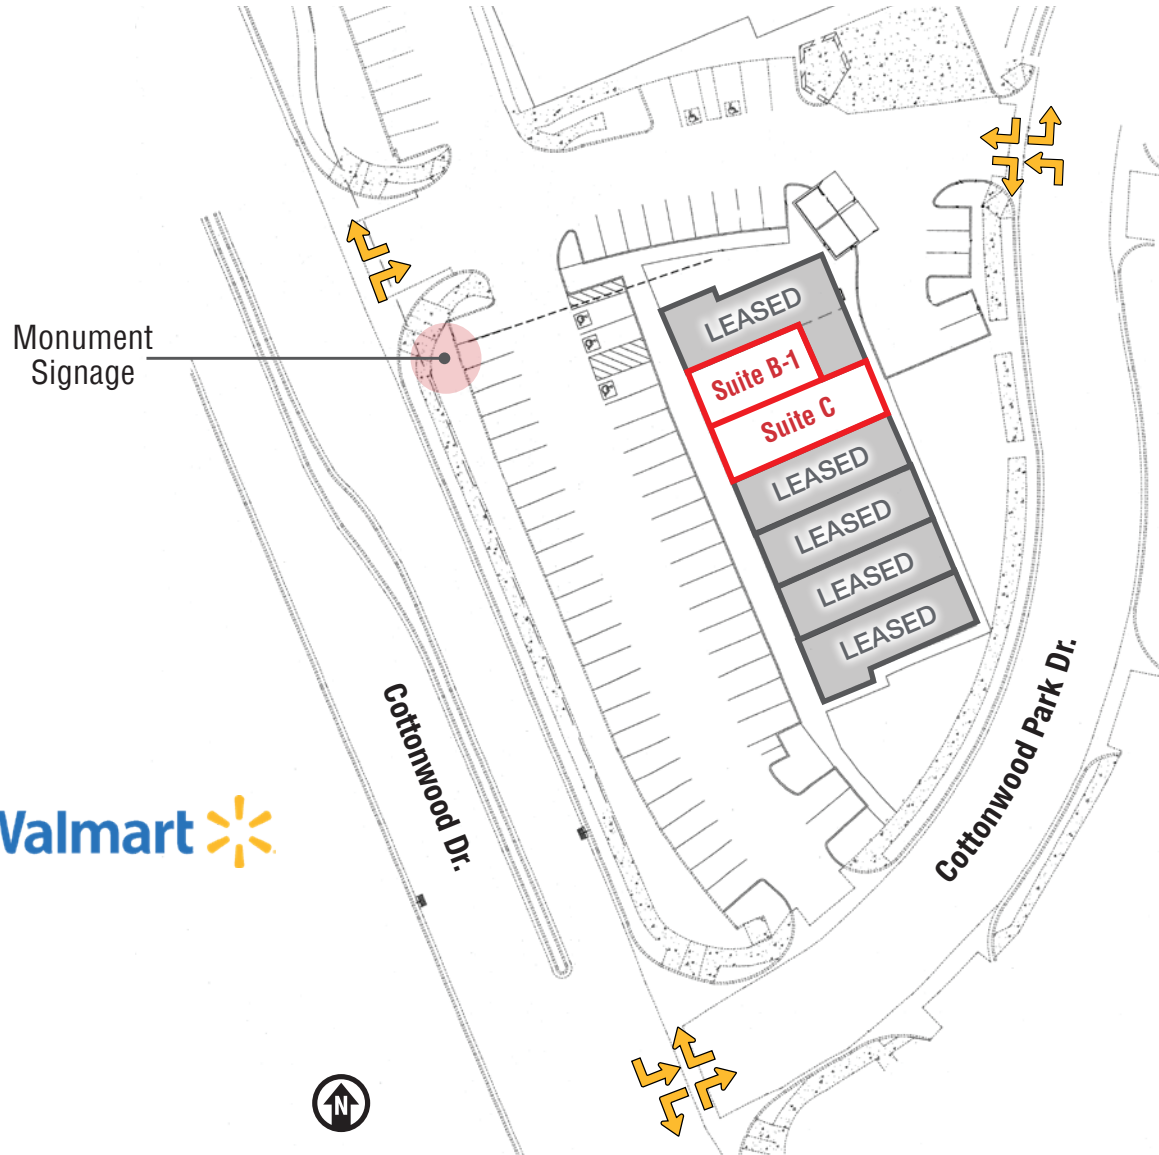 LEASED
Monument
Signage
Suite B-1
Suite C
LEASED
LEASED
LEASED
LEASED
Cottonwood Dr.
Cottonwood Park Dr.
Walmart
N